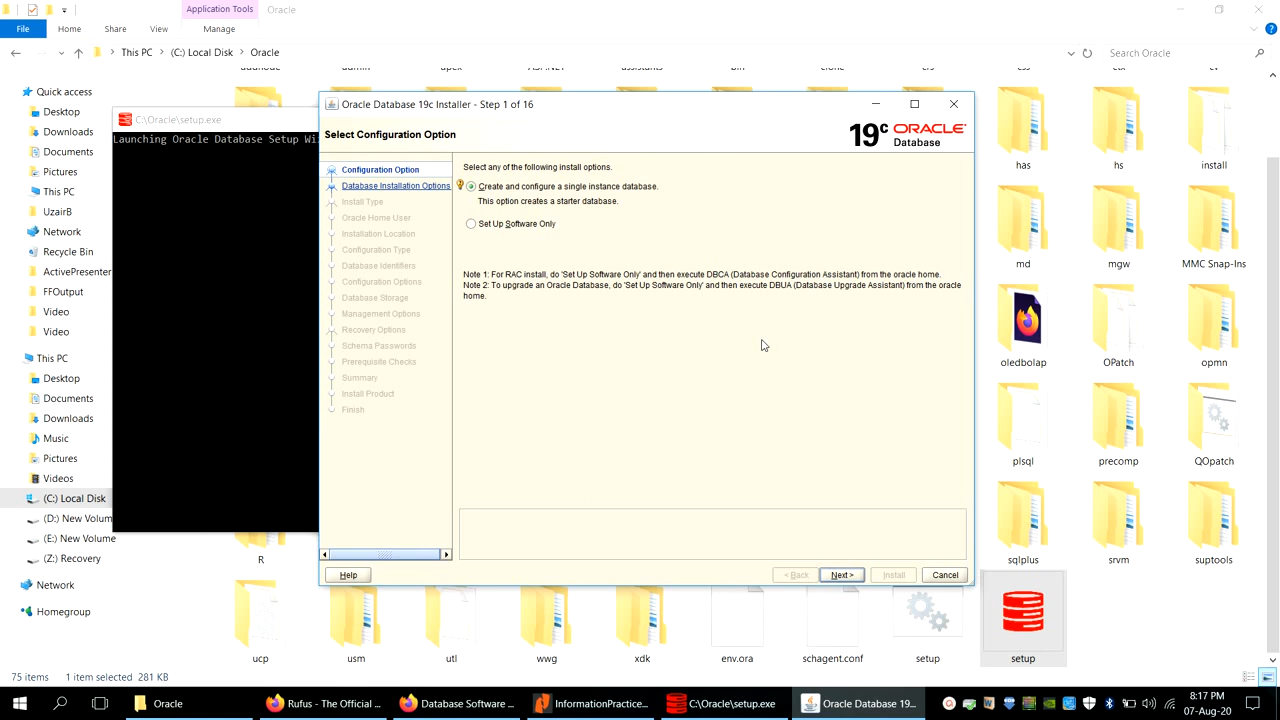 Application Tools
Oracle
File
Home
Share
View
Manage
This PC
(C:) Local Disk
Oracle
Search Oracle
Quick access
Desktop
Downloads
Documents
Pictures
This PC
UzairB
Network
Recycle Bin
ActivePresenter
FFOutput
Video
Video
This PC
Desktop
Documents
Downloads
Music
Pictures
Videos
(C:) Local Disk
(D:) New Volum
(E:) New Volume
(Z:) Recovery
Network
Homegroup
C:\Oracle\setup.exe
Launching Oracle Database Setup Wi
Oracle Database 19c Installer - Step 1 of 16
Select Configuration Option
19c ORACLE
Database
Configuration Option
Database Installation Options
Install Type
Oracle Home User
Installation Location
Configuration Type
Database Identifiers
Configuration Options
Database Storage
Management Options
Recovery Options
Schema Passwords
Prerequisite Checks
Summary
Install Product
Finish
Select any of the following install options.
Create and configure a single instance database.
This option creates a starter database.
Set Up Software Only
Note 1: For RAC install, do 'Set Up Software Only' and then execute DBCA (Database Configuration Assistant) from the oracle home.
Note 2: To upgrade an Oracle Database, do 'Set Up Software Only' and then execute DBUA (Database Upgrade Assistant) from the oracle
home.
Help
< Back
Next >
Install
Cancel
has
hs
install
md
mgw
MMC Snap-Ins
oledbolap
OPatch
opmn
plsql
precomp
QOpatch
R
sqlplus
srvm
suptools
ucp
usm
utl
wwg
xdk
env.ora
schagent.conf
setup
setup
75 items
1 item selected 281 KB
Oracle
Rufus - The Official ...
Database Software ...
InformationPractice...
C:\Oracle\setup.exe
Oracle Database 19...
8:17 PM
07-Aug-20